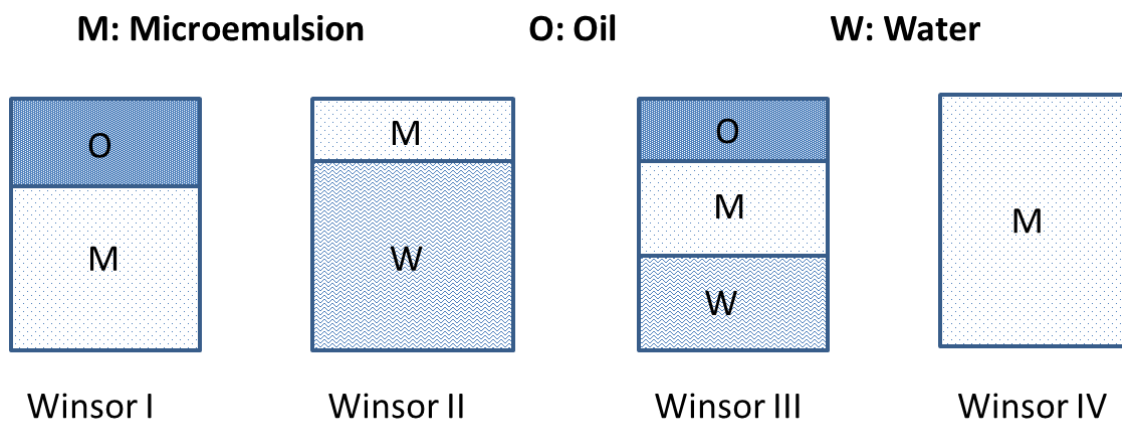 M: Microemulsion O: Oil W: Water
O M O
M M M
W W
Winsor I Winsor II Winsor III Winsor IV